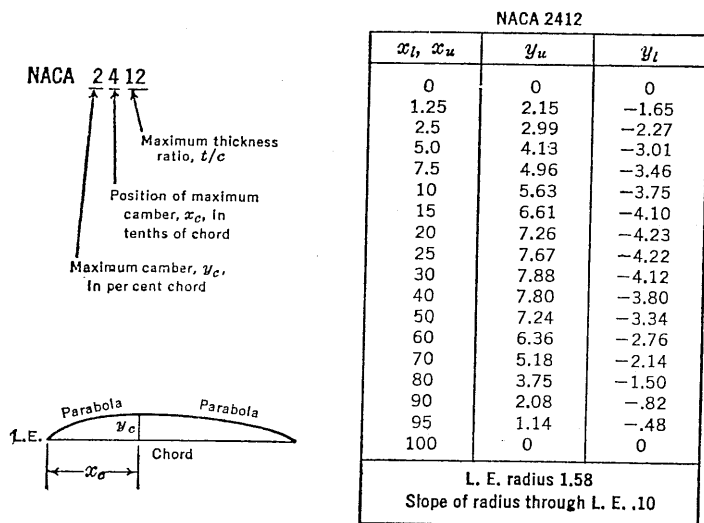 NACA 2 4 12
Maximum thickness
ratio, t/c
Position of maximum
camber, x_c, in
tenths of chord
Maximum camber, y_c,
in per cent chord
Parabola Parabola
L.E.
y_c
Chord
x_c
NACA 2412
x_l, x_u y_u y_l
0 0 0
1.25 2.15 −1.65
2.5 2.99 −2.27
5.0 4.13 −3.01
7.5 4.96 −3.46
10 5.63 −3.75
15 6.61 −4.10
20 7.26 −4.23
25 7.67 −4.22
30 7.88 −4.12
40 7.80 −3.80
50 7.24 −3.34
60 6.36 −2.76
70 5.18 −2.14
80 3.75 −1.50
90 2.08 −.82
95 1.14 −.48
100 0 0
L. E. radius 1.58
Slope of radius through L. E. .10